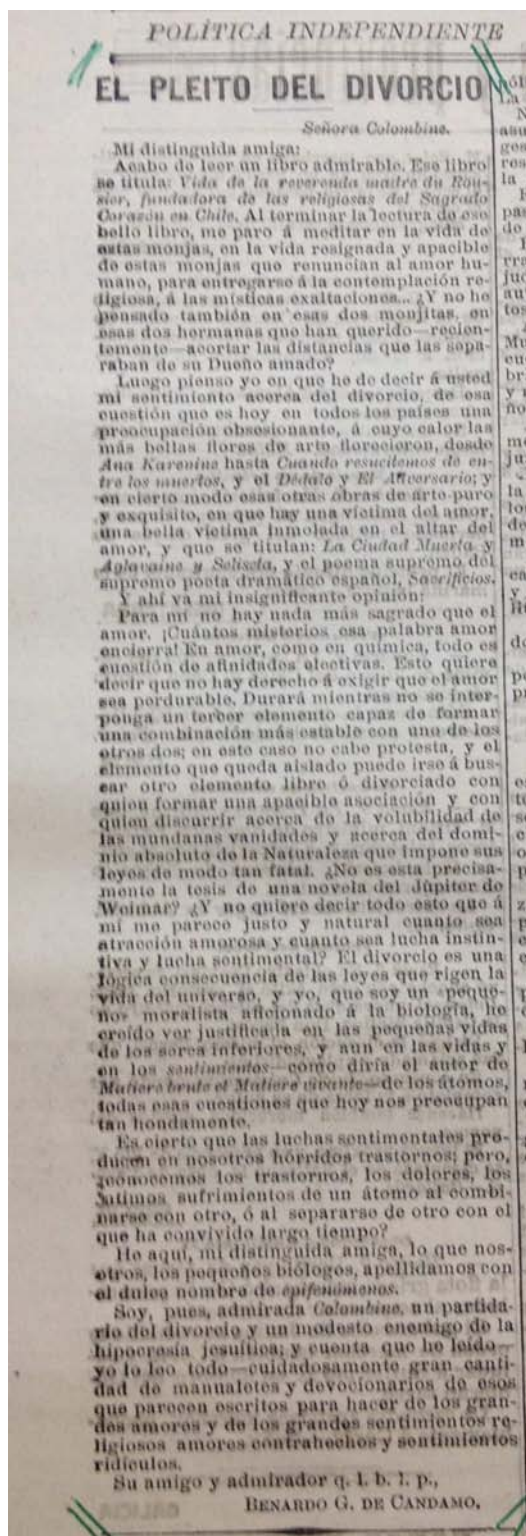 POLÍTICA INDEPENDIENTE
EL PLEITO DEL DIVORCIO
Señora Colombine.
Mi distinguida amiga:
Acabo de leer un libro admirable. Ese libro
se titula: Vida de la reverenda madre du Rou-
sier, fundadora de las religiosas del Sagrado
Corazón en Chile. Al terminar la lectura de ese
bello libro, me paro á meditar en la vida de
estas monjas, en la vida resignada y apacible
de estas monjas que renuncian al amor hu-
mano, para entregarse á la contemplación re-
ligiosa, á las místicas exaltaciones... ¿Y no he
pensado también en esas dos monjitas, en
esas dos hermanas que han querido—recien-
temente—acortar las distancias que las sepa-
raban de su Dueño amado?
Luego pienso yo en que he de decir á usted
mi sentimiento acerca del divorcio, de esa
cuestión que es hoy en todos los países una
preocupación obsesionante, á cuyo calor las
más bellas flores de arte florecieron, desde
Ana Karenine hasta Cuando resucitemos de en-
tre los muertos, y el Dédalo y El Adversario; y
en cierto modo esas otras obras de arte puro
y exquisito, en que hay una víctima del amor,
una bella víctima inmolada en el altar del
amor, y que se titulan: La Ciudad Muerta y
Aglavaine y Seliseta, y el poema supremo del
supremo poeta dramático español, Sacrificios.
Y ahí va mi insignificante opinión:
Para mí no hay nada más sagrado que el
amor. ¡Cuántos misterios esa palabra amor
encierra! En amor, como en química, todo es
cuestión de afinidades electivas. Esto quiere
decir que no hay derecho á exigir que el amor
sea perdurable. Durará mientras no se inter-
ponga un tercer elemento capaz de formar
una combinación más estable con uno de los
otros dos; en este caso no cabe protesta, y el
elemento que queda aislado puede irse á bus-
car otro elemento libre ó divorciado con
quien formar una apacible asociación y con
quien discurrir acerca de la volubilidad de
las mundanas vanidades y acerca del domi-
nio absoluto de la Naturaleza que impone sus
leyes de modo tan fatal. ¿No es esta precisa-
mente la tesis de una novela del Júpiter de
Weimar? ¿Y no quiere decir todo esto que á
mí me parece justo y natural cuanto sea
atracción amorosa y cuanto sea lucha instin-
tiva y lucha sentimental? El divorcio es una
lógica consecuencia de las leyes que rigen la
vida del universo, y yo, que soy un «peque-
ño» moralista aficionado á la biología, he
creído ver justificada en las pequeñas vidas
de los seres inferiores, y aun en las vidas y
en los sentimientos—como diría el autor de
Matiere brute et Matiere vivante—de los átomos,
todas esas cuestiones que hoy nos preocupan
tan hondamente.
Es cierto que las luchas sentimentales pro-
ducen en nosotros hórridos trastornos; pero,
¿conocemos los trastornos, los dolores, los
íntimos sufrimientos de un átomo al combi-
narse con otro, ó al separarse de otro con el
que ha convivido largo tiempo?
He aquí, mi distinguida amiga, lo que nos-
otros, los pequeños biólogos, apellidamos con
el dulce nombre de epifenómenos.
Soy, pues, admirada Colombine, un partida-
rio del divorcio y un modesto enemigo de la
hipocresía jesuítica; y cuenta que he leído—
yo lo leo todo—cuidadosamente gran canti-
dad de manualetes y devocionarios de esos
que parecen escritos para hacer de los gran-
des amores y de los grandes sentimientos re-
ligiosos amores contrahechos y sentimientos
ridículos.
Su amigo y admirador q. l. b. l. p.,
BENARDO G. DE CANDAMO.